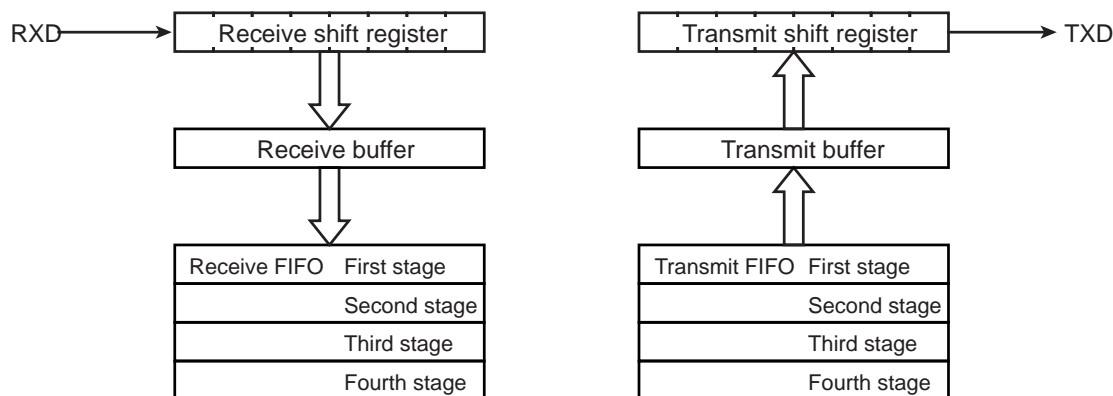 RXD
Receive shift register
Receive buffer
Receive FIFO First stage
Second stage
Third stage
Fourth stage
Transmit shift register
TXD
Transmit buffer
Transmit FIFO First stage
Second stage
Third stage
Fourth stage